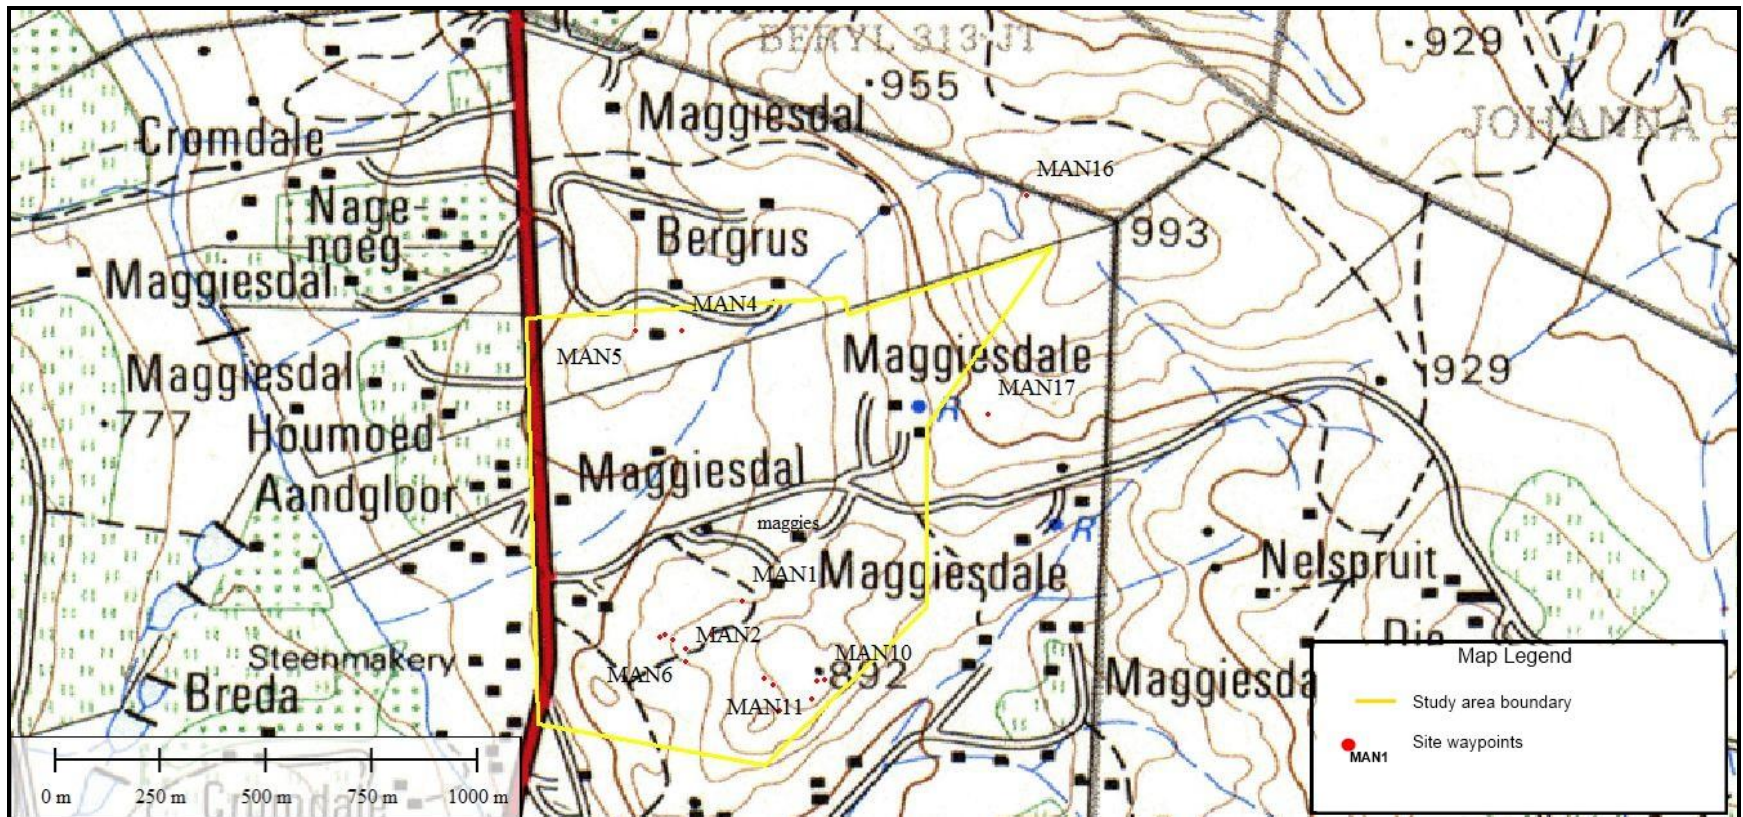 BERYL 313 JT
929
955
Maggiesdal
Cromdale
JOHANNA
MAN16
Nage-
noeg
Bergrus
993
Maggiesdal
MAN4
MAN5
Maggiesdale
929
Maggiesdal
MAN17
R
777
Houmoed
Maggiesdal
Aandgloor
maggies
R
MAN1
Maggiesdale
Nelspruit
MAN2
Die
Steenmakery
MAN10
MAN6
892
Breda
MAN11
Maggiesda
Map Legend
Study area boundary
Site waypoints
MAN1
0 m
250 m
500 m
750 m
1000 m
Cromdale